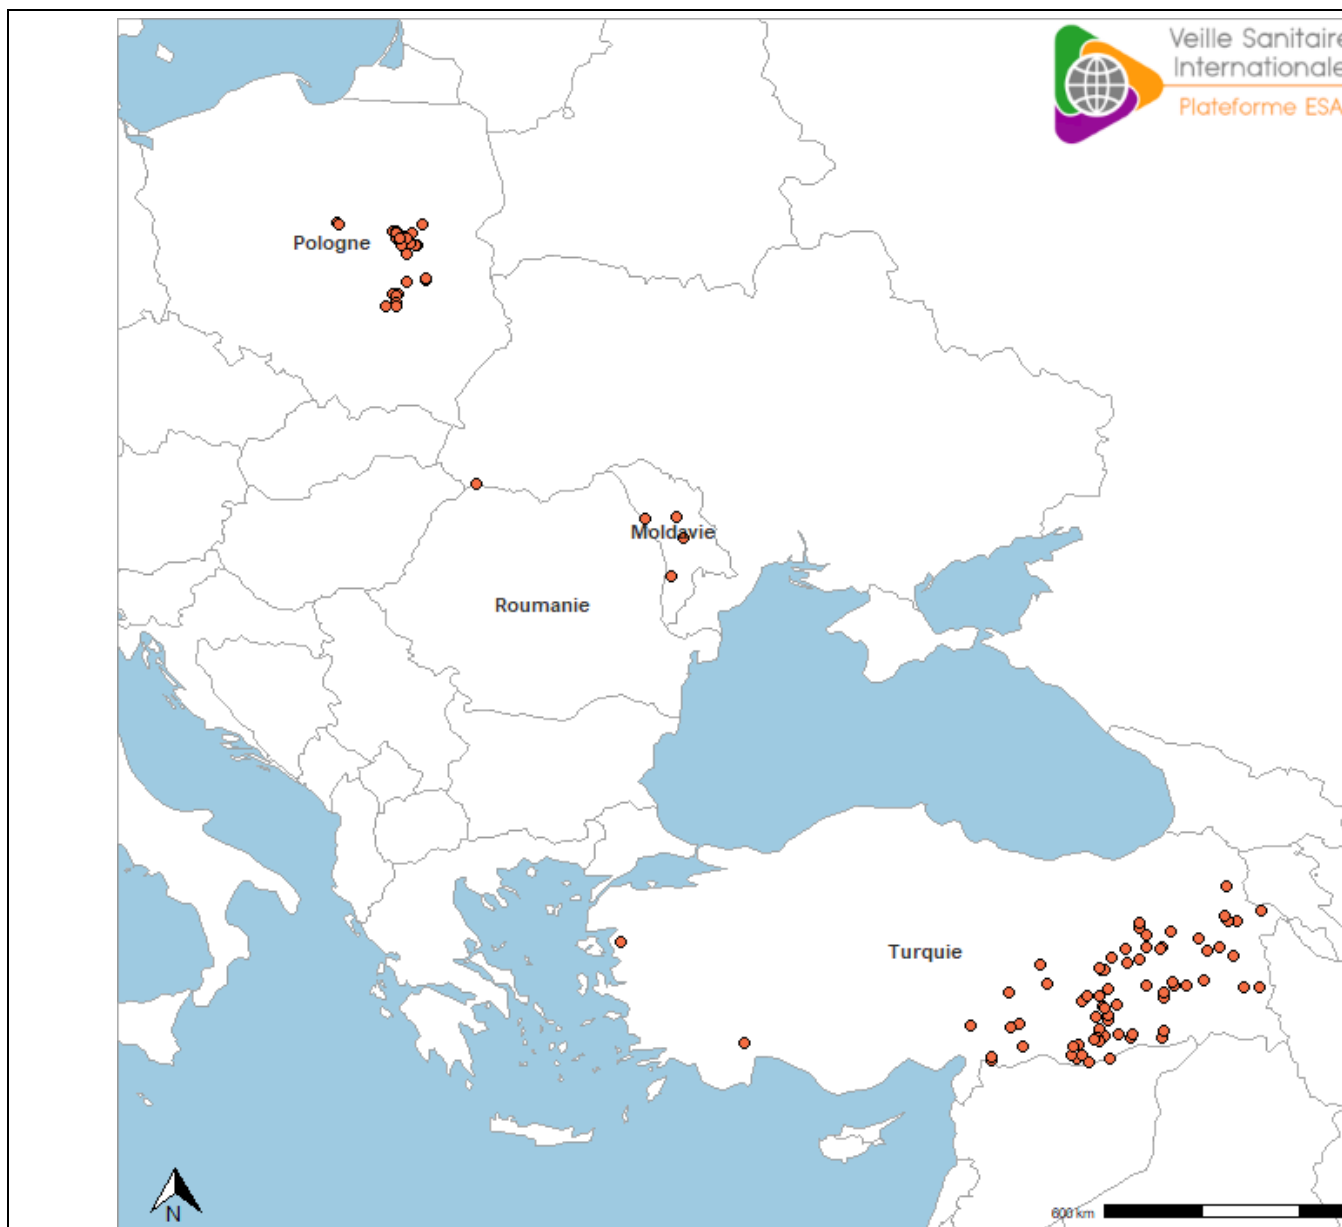 Veille Sanitaire
Internationale
Plateforme ESA
Pologne
Moldavie
Roumanie
Turquie
N
600 km